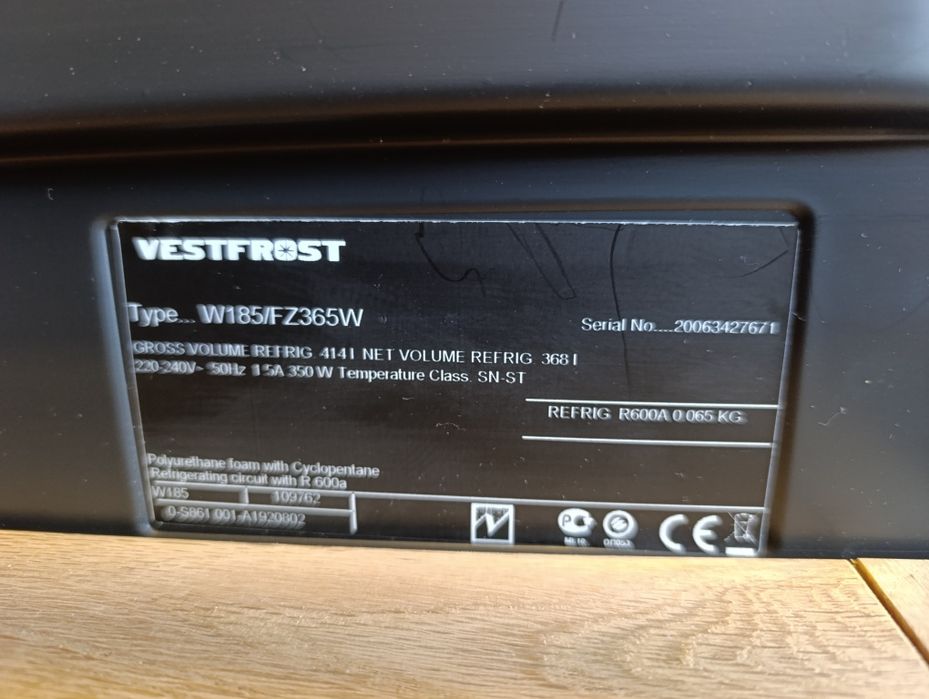 VESTFROST
Type... W185/FZ365W
Serial No....20063427671
GROSS VOLUME REFRIG 414 l NET VOLUME REFRIG 368 l
220-240V~ 50Hz 1.5A 350 W Temperature Class. SN-ST
REFRIG R600A 0.065 KG
Polyurethane foam with Cyclopentane
Refrigerating circuit with R 600a
W185 109762
0-S861 001-A1920802
CE